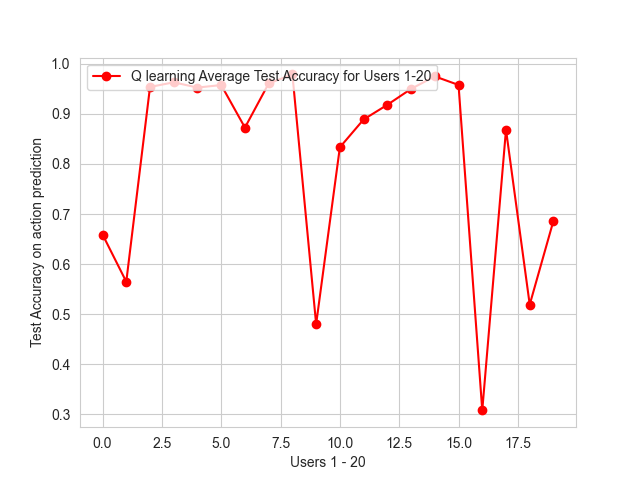 Q learning Average Test Accuracy for Users 1-20
Test Accuracy on action prediction
1.0
0.9
0.8
0.7
0.6
0.5
0.4
0.3
0.0 2.5 5.0 7.5 10.0 12.5 15.0 17.5
Users 1 - 20